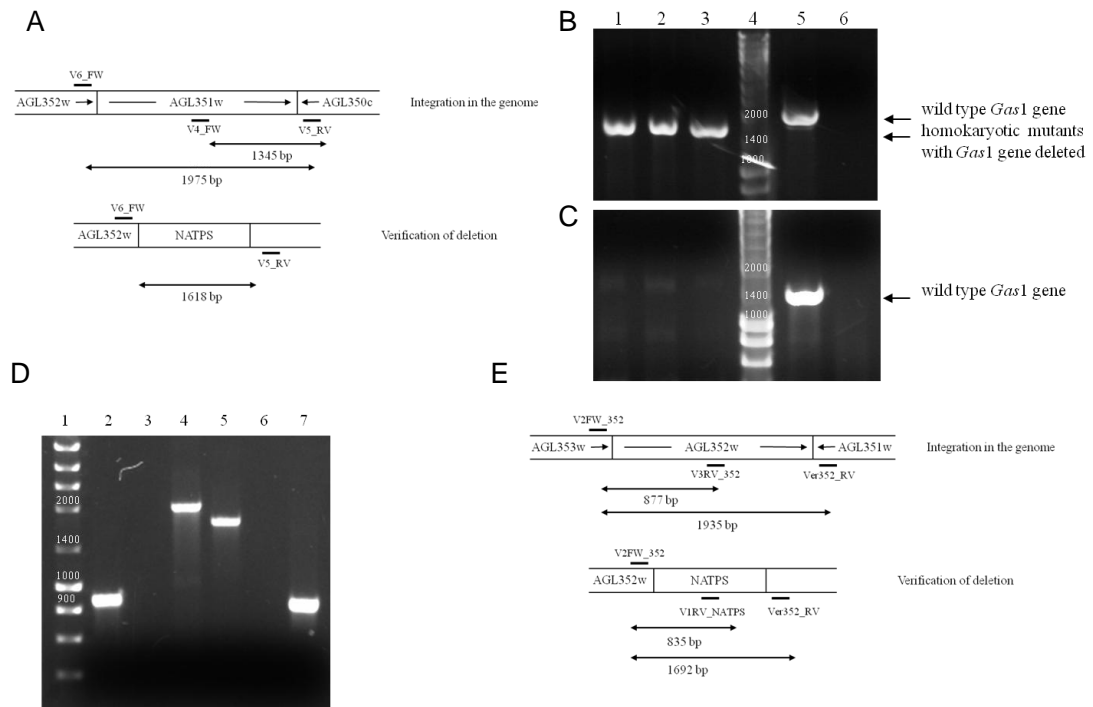 A
V6_FW
AGL352w AGL351w AGL350c
Integration in the genome
V4_FW V5_RV
1345 bp
1975 bp
V6_FW
AGL352w NATPS
Verification of deletion
V5_RV
1618 bp
B
1 2 3 4 5 6
2000
1400
1000
wild type Gas1 gene
homokaryotic mutants
with Gas1 gene deleted
C
2000
1400
1000
wild type Gas1 gene
D
1 2 3 4 5 6 7
2000
1400
1000
900
E
V2FW_352
AGL353w AGL352w AGL351w
Integration in the genome
V3RV_352 Ver352_RV
877 bp
1935 bp
V2FW_352
AGL352w NATPS
Verification of deletion
V1RV_NATPS Ver352_RV
835 bp
1692 bp